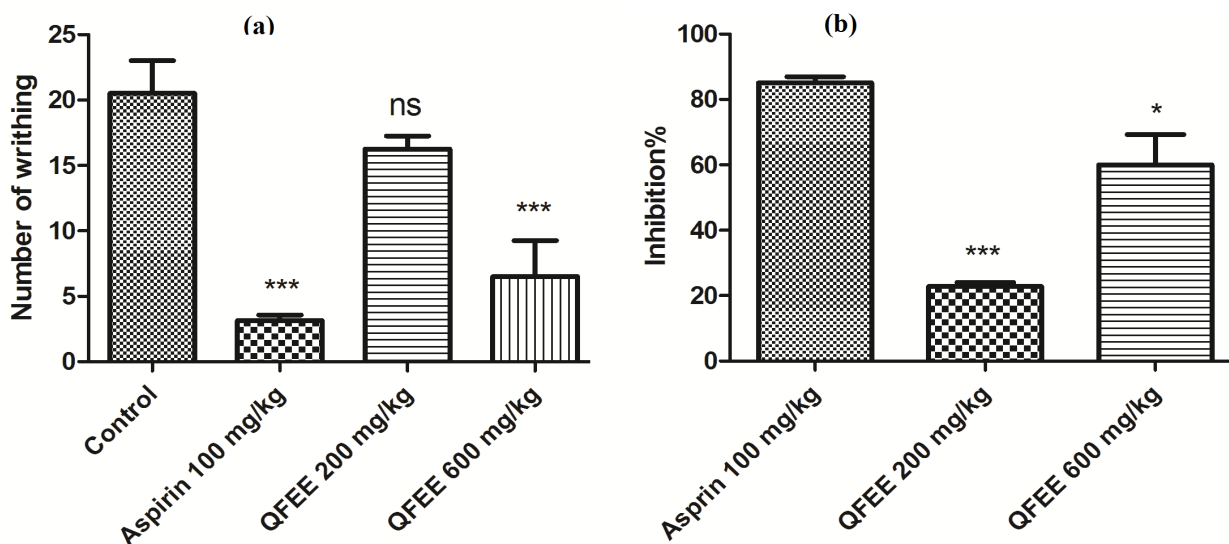 (a)
25
20
15
10
5
0
Number of writhing
***
ns
***
Control
Aspirin 100 mg/kg
QFEE 200 mg/kg
QFEE 600 mg/kg
(b)
100
80
60
40
20
0
Inhibition%
***
*
Asprin 100 mg/kg
QFEE 200 mg/kg
QFEE 600 mg/kg